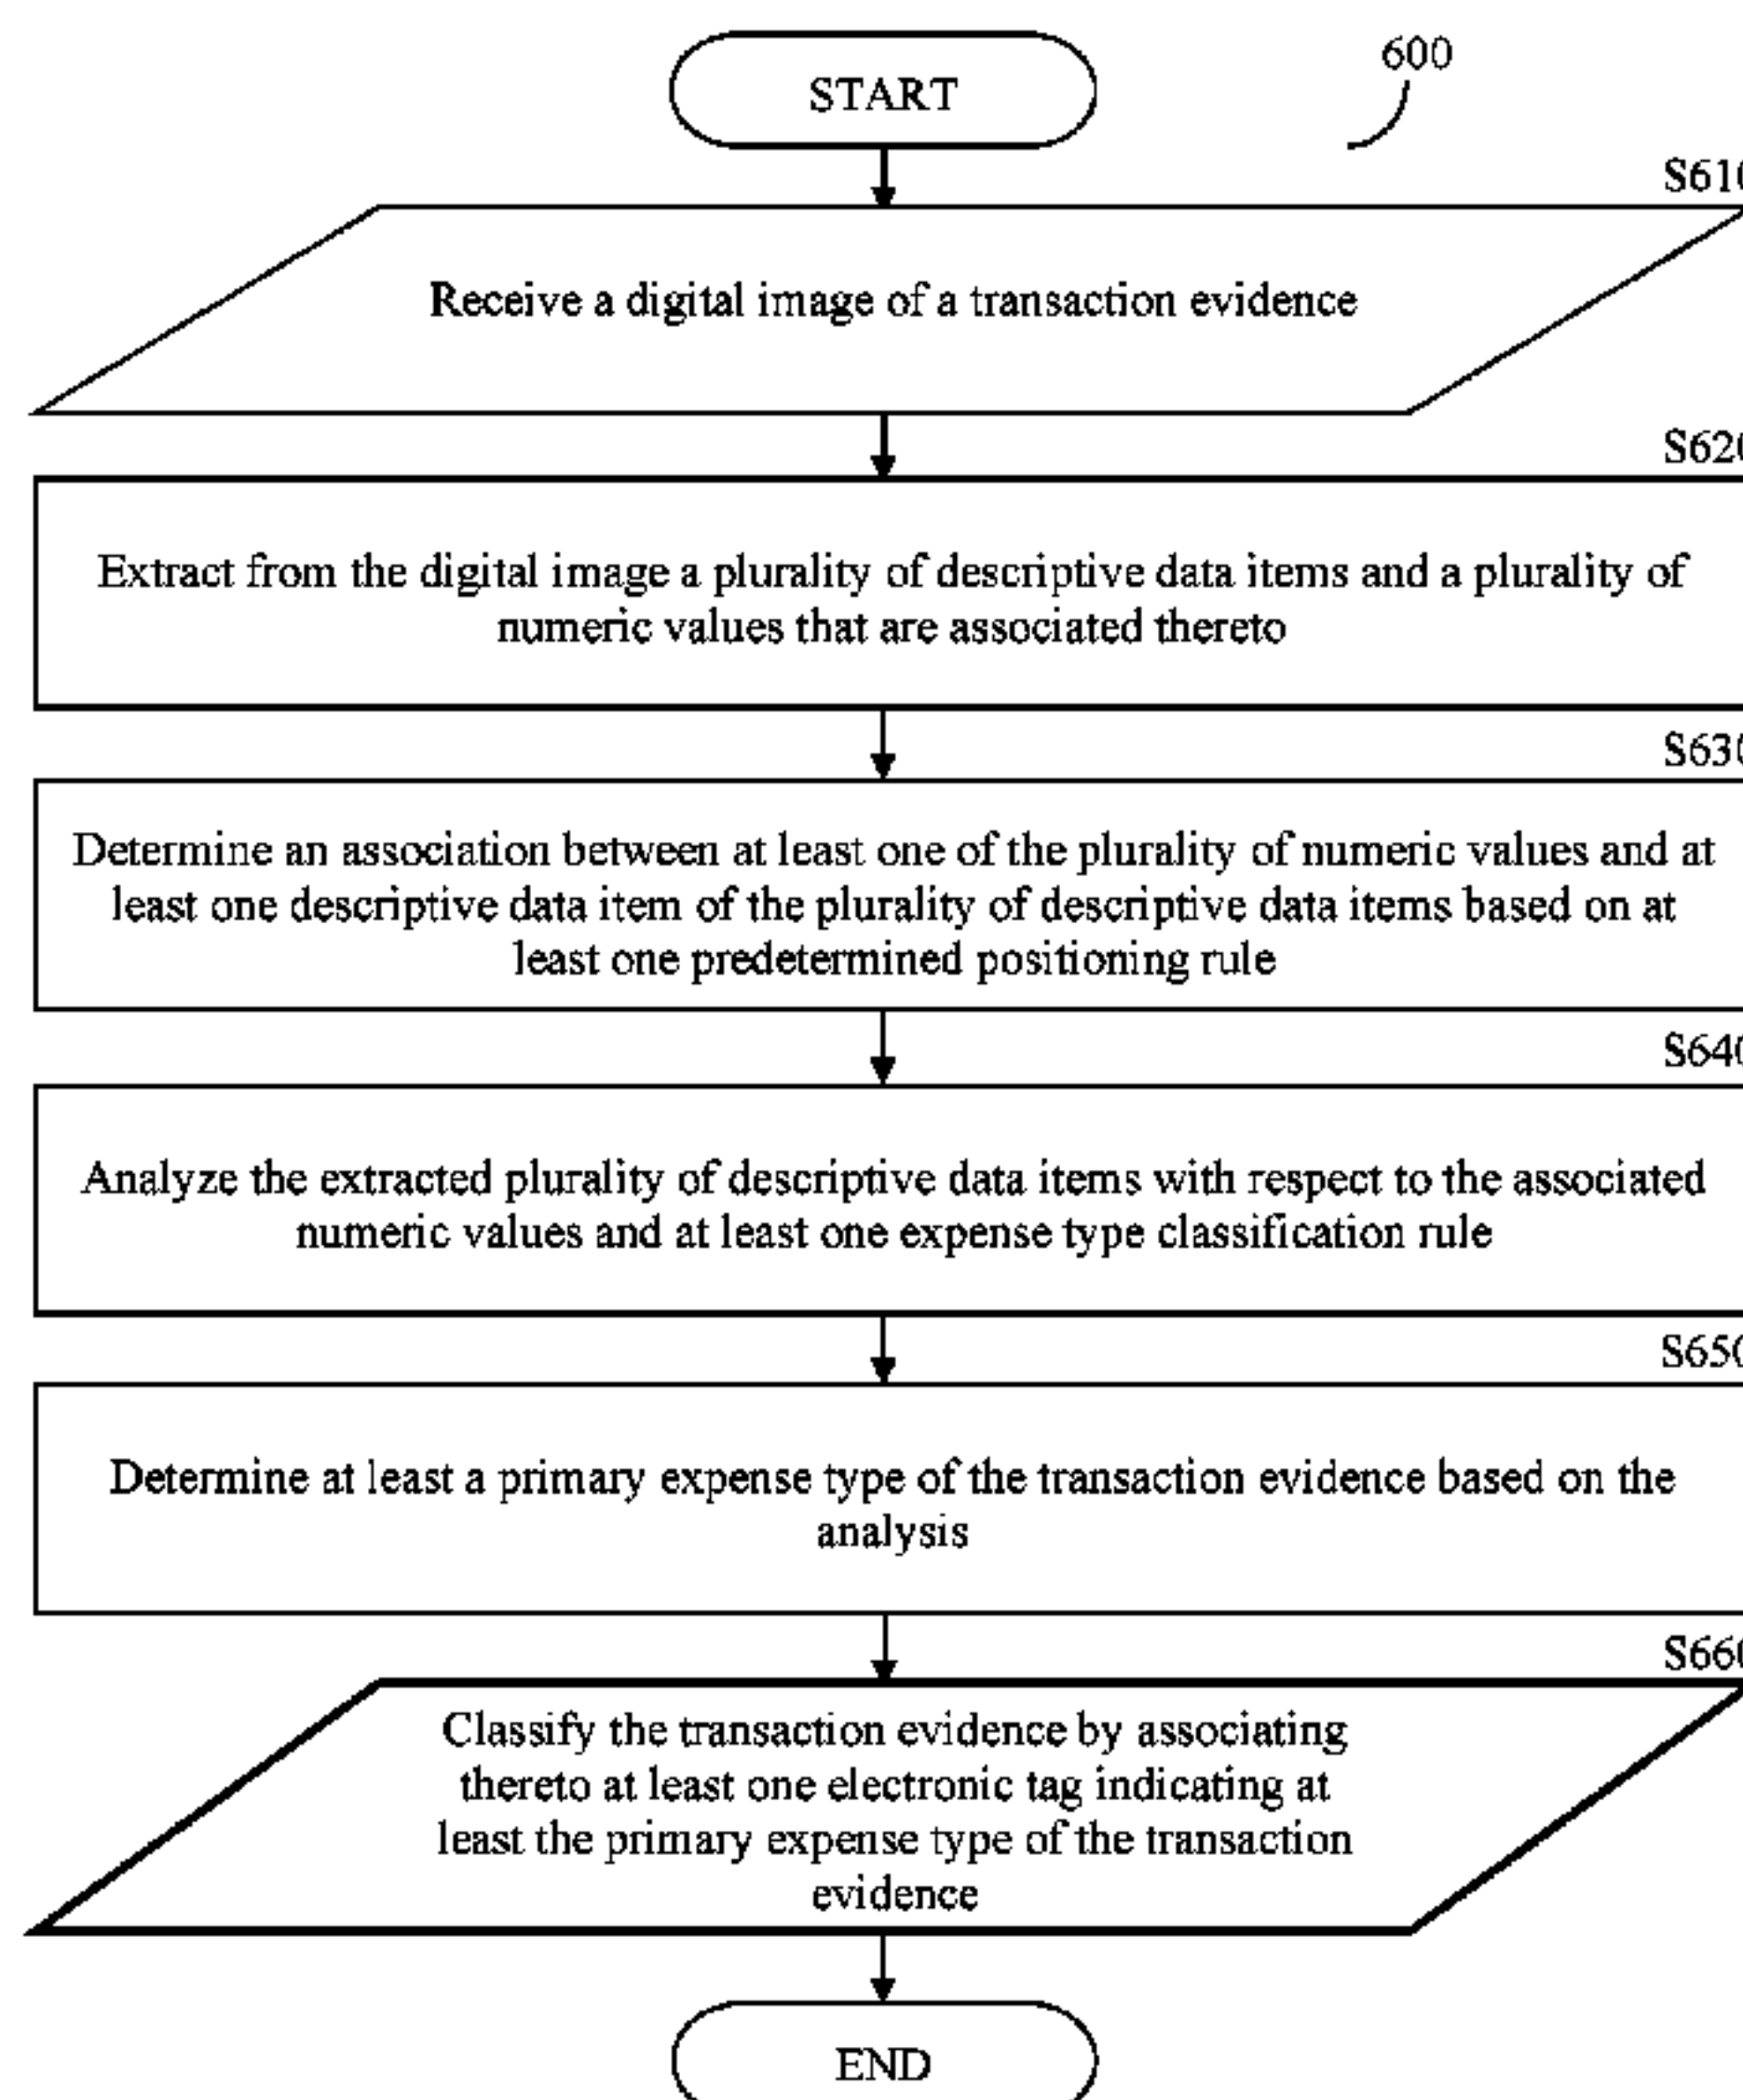 START
600
S610
Receive a digital image of a transaction evidence
S620
Extract from the digital image a plurality of descriptive data items and a plurality of
numeric values that are associated thereto
S630
Determine an association between at least one of the plurality of numeric values and at
least one descriptive data item of the plurality of descriptive data items based on at
least one predetermined positioning rule
S640
Analyze the extracted plurality of descriptive data items with respect to the associated
numeric values and at least one expense type classification rule
S650
Determine at least a primary expense type of the transaction evidence based on the
analysis
S660
Classify the transaction evidence by associating
thereto at least one electronic tag indicating at
least the primary expense type of the transaction
evidence
END